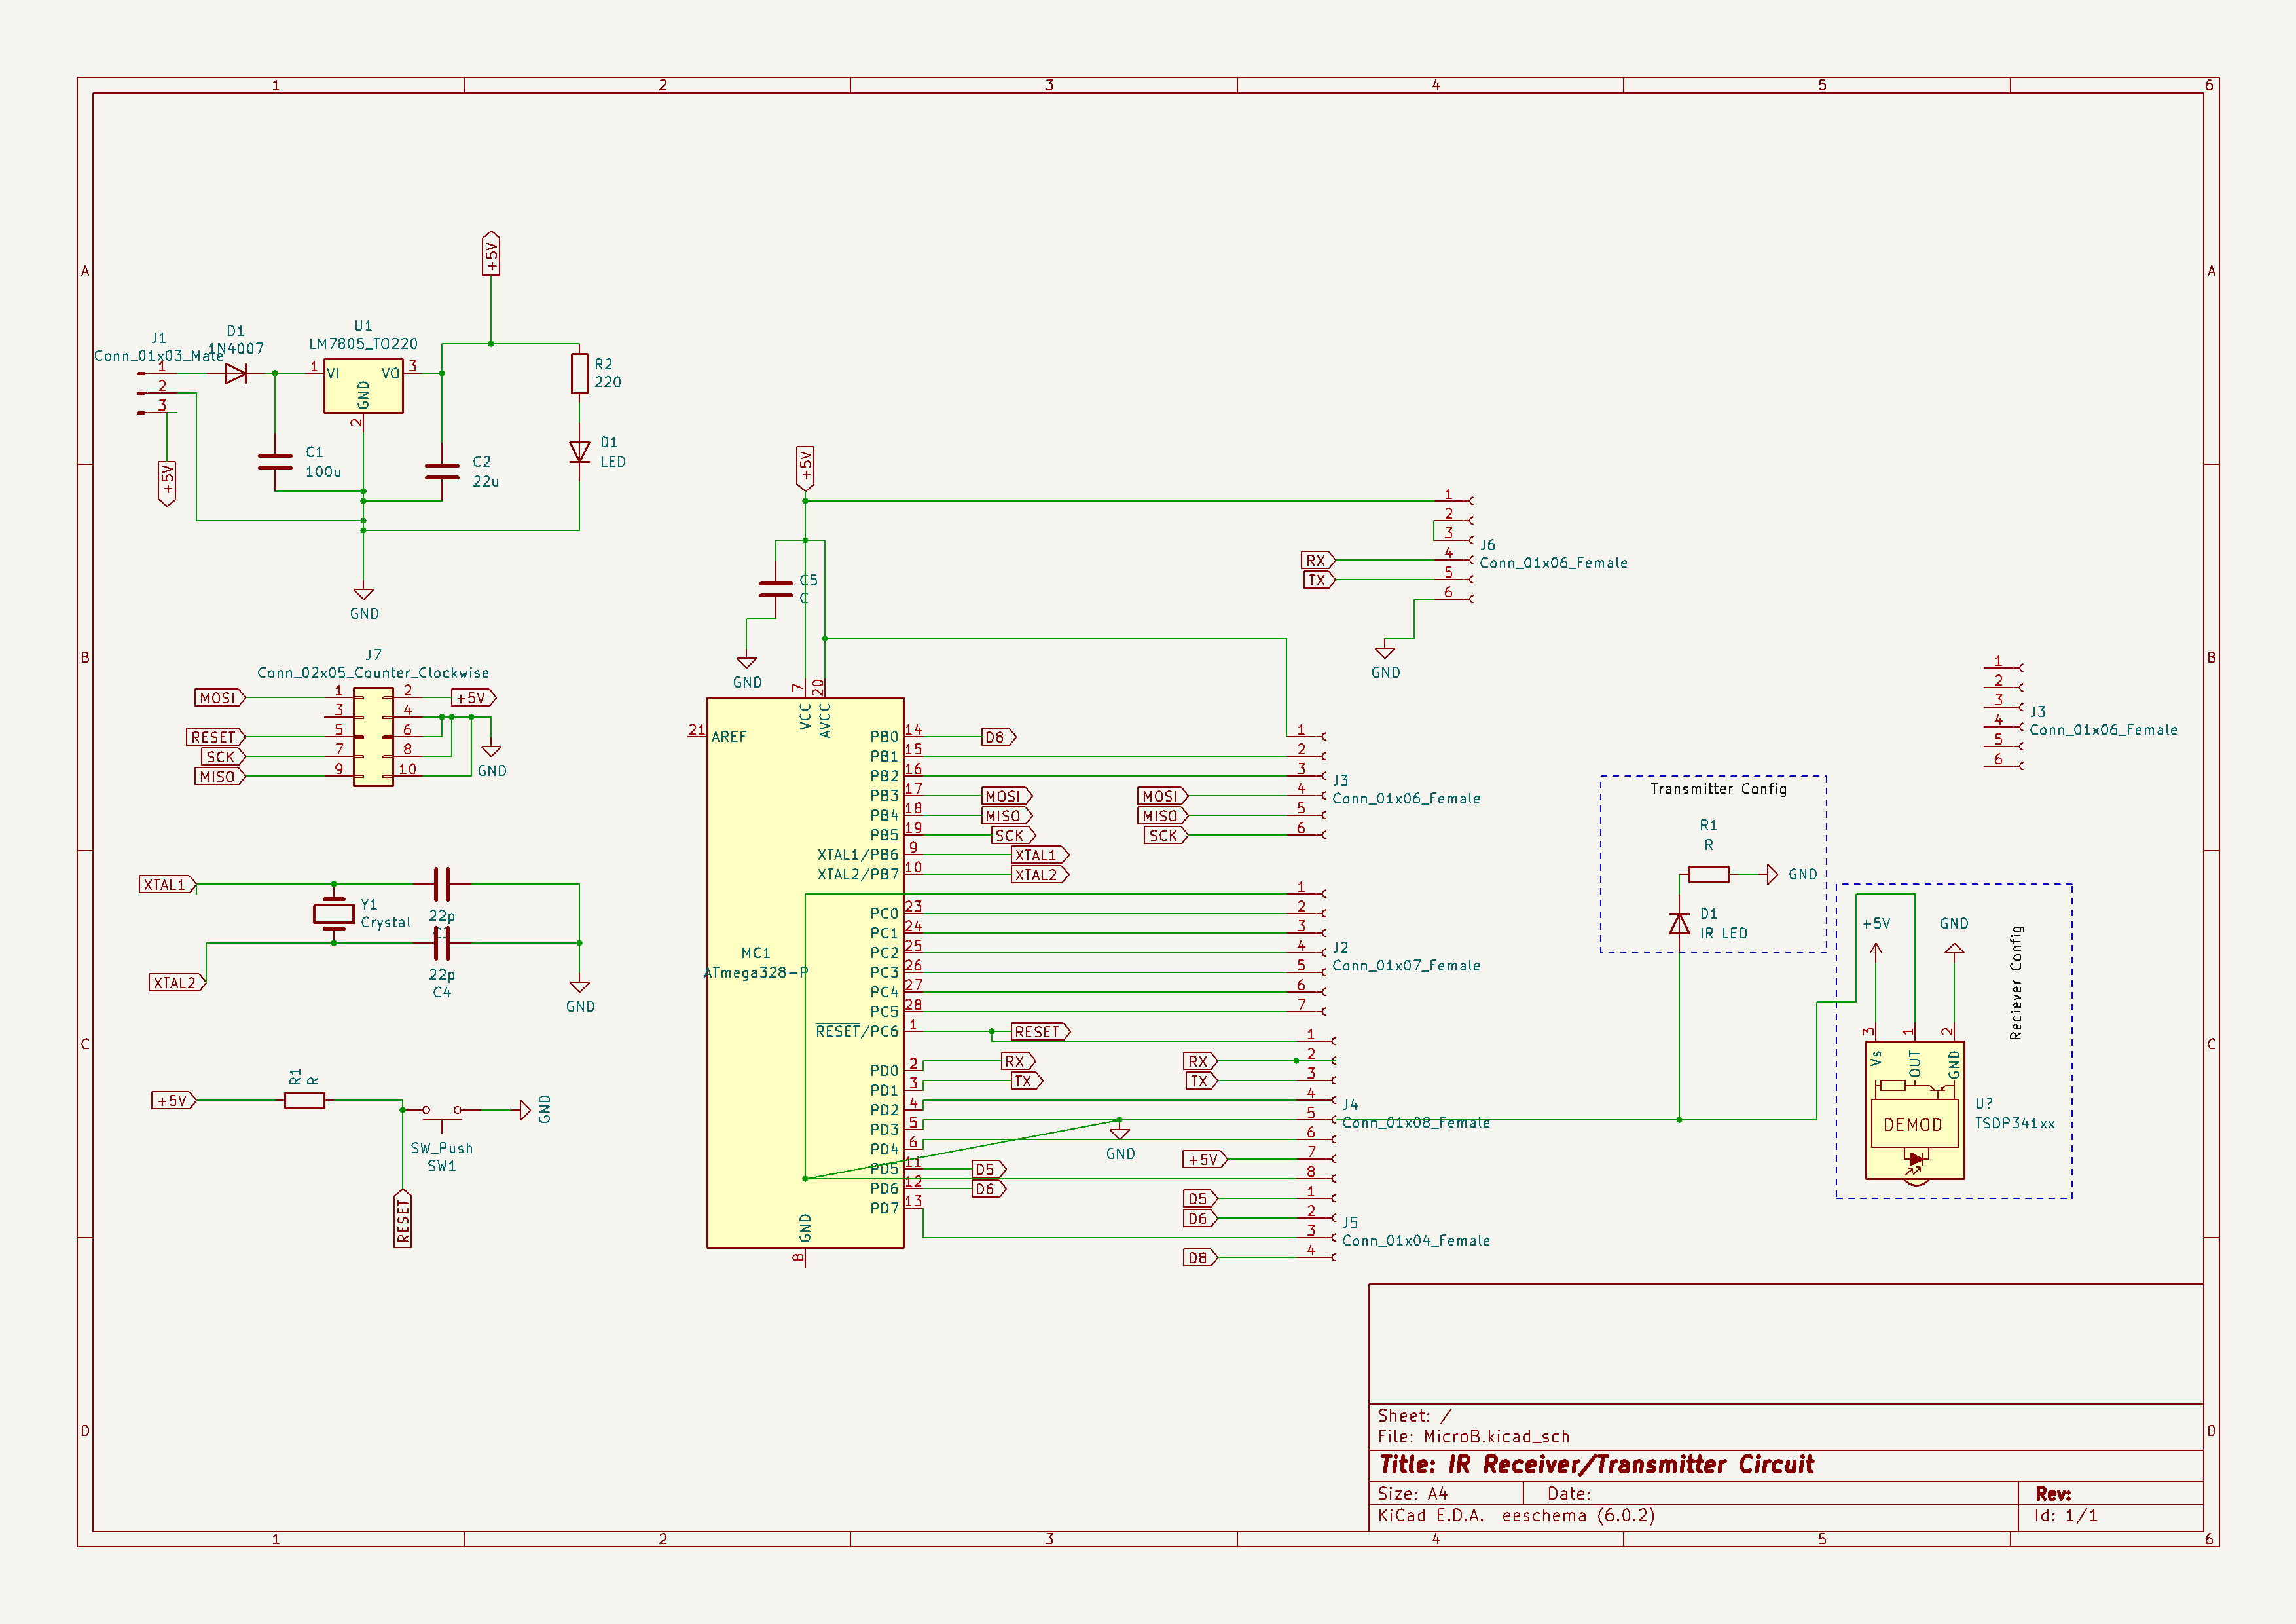 1 2 3 4 5 6
A
A
+5V
J1
Conn_01x03_Male
1
2
3
+5V
D1
1N4007
U1
LM7805_TO220
1 VI VO 3
GND
2
C1
100u
C2
22u
R2
220
D1
LED
GND
+5V
C5
C
GND
1
2
3
4
5
6
RX
TX
J6
Conn_01x06_Female
GND
B
B
J7
Conn_02x05_Counter_Clockwise
MOSI 1 2 +5V
3 4
RESET 5 6
SCK 7 8
MISO 9 10
GND
1
2
3
4
5
6
J3
Conn_01x06_Female
7 20
VCC
AVCC
21 AREF
PB0 14 D8
PB1 15
PB2 16
PB3 17 MOSI
PB4 18 MISO
PB5 19 SCK
XTAL1/PB6 9 XTAL1
XTAL2/PB7 10 XTAL2
PC0 23
PC1 24
PC2 25
PC3 26
PC4 27
PC5 28
RESET/PC6 1 RESET
PD0 2 RX
PD1 3 TX
PD2 4
PD3 5
PD4 6
PD5 11 D5
PD6 12 D6
PD7 13
MC1
ATmega328-P
GND
8
GND
1
2
3
MOSI 4
MISO 5
SCK 6
J3
Conn_01x06_Female
1
2
3
4
5
6
7
J2
Conn_01x07_Female
1
RX 2
TX 3
4
5
6
+5V 7
8
J4
Conn_01x08_Female
D5 1
D6 2
3
D8 4
J5
Conn_01x04_Female
Transmitter Config
R1
R
GND
D1
IR LED
Reciever Config
+5V
GND
3 1 2
Vs
OUT
GND
DEMOD
U?
TSDP341xx
C
C
XTAL1
XTAL2
Y1
Crystal
22p
22p
C4
GND
+5V
R1
R
SW_Push
SW1
GND
RESET
D
D
Sheet: /
File: MicroB.kicad_sch
Title: IR Receiver/Transmitter Circuit
Size: A4 Date: Rev:
KiCad E.D.A. eeschema (6.0.2) Id: 1/1
1 2 3 4 5 6